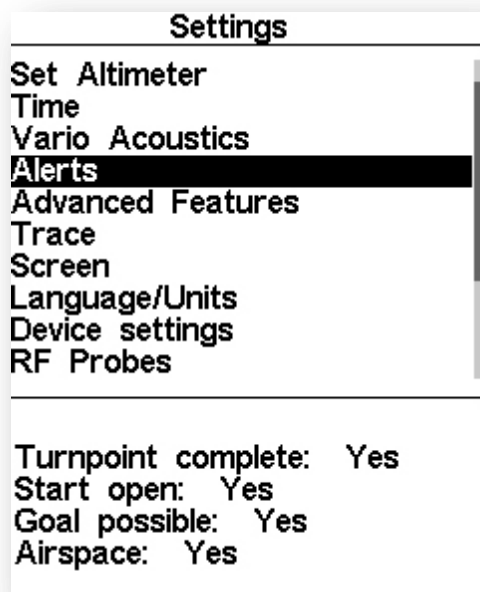 Settings
Set Altimeter
Time
Vario Acoustics
Alerts
Advanced Features
Trace
Screen
Language/Units
Device settings
RF Probes
Turnpoint complete: Yes
Start open: Yes
Goal possible: Yes
Airspace: Yes